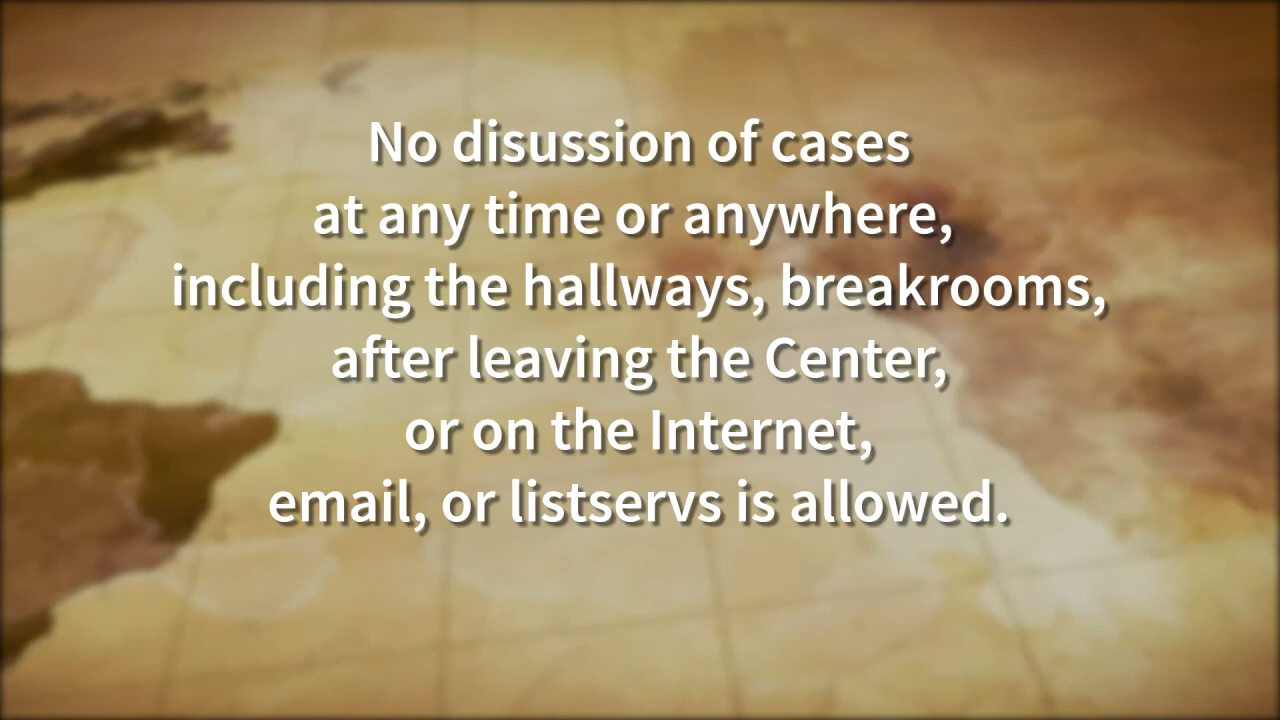 No disussion of cases
at any time or anywhere,
including the hallways, breakrooms,
after leaving the Center,
or on the Internet,
email, or listservs is allowed.